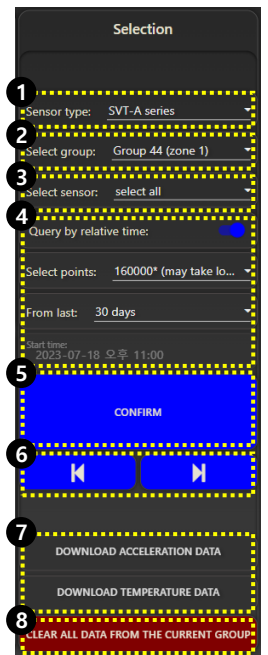 Selection
1
Sensor type: SVT-A series
2
Select group: Group 44 (zone 1)
3
Select sensor: select all
4
Query by relative time:
Select points: 160000* (may take lo...
From last: 30 days
Start time:
2023-07-18 오후 11:00
5
CONFIRM
6
7
DOWNLOAD ACCELERATION DATA
DOWNLOAD TEMPERATURE DATA
8
CLEAR ALL DATA FROM THE CURRENT GROUP